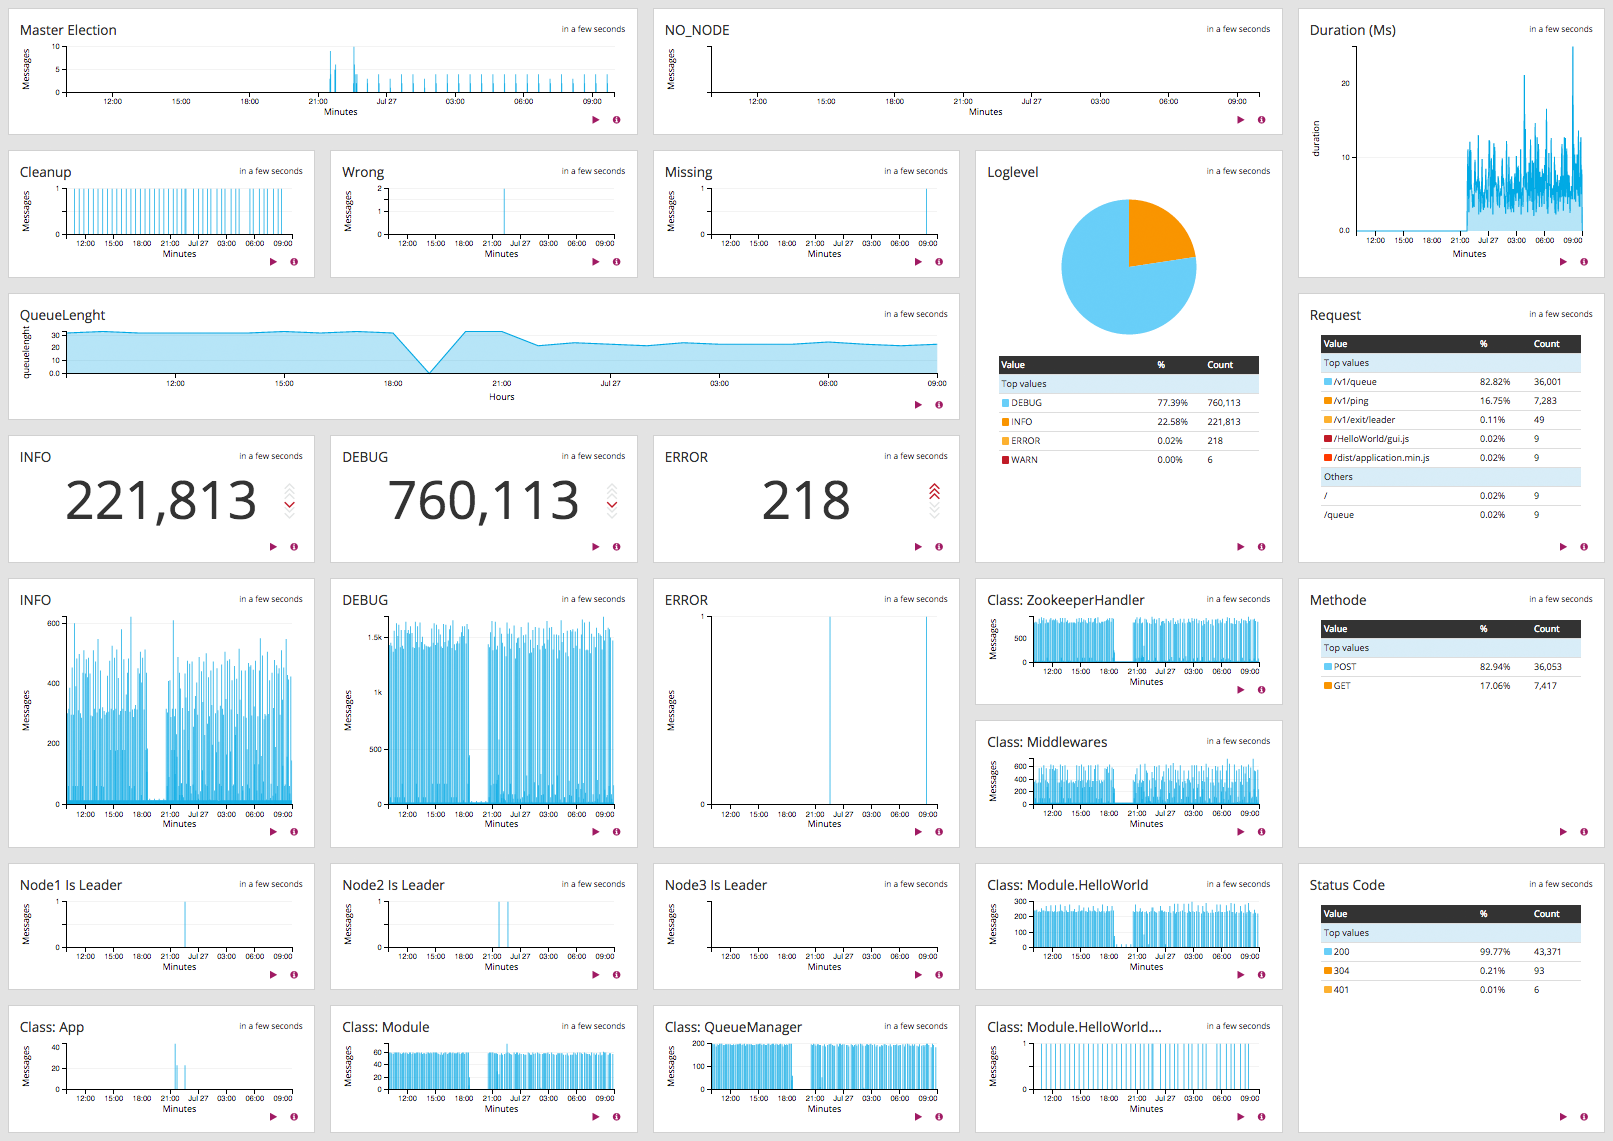 Master Election in a few seconds
Messages
10
5
0
12:00 15:00 18:00 21:00 Jul 27 03:00 06:00 09:00
Minutes
NO_NODE in a few seconds
Messages
12:00 15:00 18:00 21:00 Jul 27 03:00 06:00 09:00
Minutes
Duration (Ms) in a few seconds
duration
20
10
0.0
12:00 15:00 18:00 21:00 Jul 27 03:00 06:00 09:00
Minutes
Cleanup in a few seconds
Messages
1
0
12:00 15:00 18:00 21:00 Jul 27 03:00 09:00
Minutes
Wrong in a few seconds
Messages
2
1
0
12:00 15:00 18:00 21:00 Jul 27 03:00 06:00 09:00
Minutes
Missing in a few seconds
Messages
1
0
12:00 15:00 18:00 21:00 Jul 27 03:00 06:00 09:00
Minutes
Loglevel in a few seconds
Value % Count
Top values
DEBUG 77.39% 760,113
INFO 22.58% 221,813
ERROR 0.02% 218
WARN 0.00% 6
QueueLenght in a few seconds
queuelenght
30
20
10
0.0
12:00 15:00 18:00 21:00 Jul 27 03:00 06:00 09:00
Hours
Request in a few seconds
Value % Count
Top values
/v1/queue 82.82% 36,001
/v1/ping 16.75% 7,283
/v1/exit/leader 0.11% 49
/HelloWorld/gui.js 0.02% 9
/dist/application.min.js 0.02% 9
Others
/ 0.02% 9
/queue 0.02% 9
INFO in a few seconds
221,813
DEBUG in a few seconds
760,113
ERROR in a few seconds
218
INFO in a few seconds
Messages
600
400
200
0
12:00 15:00 18:00 21:00 Jul 27 03:00 06:00 09:00
Minutes
DEBUG in a few seconds
Messages
1.5k
1k
500
0
12:00 15:00 18:00 21:00 Jul 27 03:00 06:00 09:00
Minutes
ERROR in a few seconds
Messages
1
0
12:00 15:00 18:00 21:00 Jul 27 03:00 06:00 09:00
Minutes
Class: ZookeeperHandler in a few seconds
Messages
500
0
12:00 15:00 18:00 21:00 Jul 27 03:00 06:00 09:00
Minutes
Class: Middlewares in a few seconds
Messages
600
400
200
0
12:00 15:00 18:00 21:00 Jul 27 03:00 06:00 09:00
Minutes
Methode in a few seconds
Value % Count
Top values
POST 82.94% 36,053
GET 17.06% 7,417
Node1 Is Leader in a few seconds
Messages
1
0
12:00 15:00 18:00 21:00 Jul 27 03:00 06:00 09:00
Minutes
Node2 Is Leader in a few seconds
Messages
1
0
12:00 15:00 18:00 21:00 Jul 27 03:00 06:00 09:00
Minutes
Node3 Is Leader in a few seconds
Messages
12:00 15:00 18:00 21:00 Jul 27 03:00 06:00 09:00
Minutes
Class: Module.HelloWorld in a few seconds
Messages
300
200
100
0
12:00 15:00 18:00 21:00 Jul 27 03:00 06:00 09:00
Minutes
Status Code in a few seconds
Value % Count
Top values
200 99.77% 43,371
304 0.21% 93
401 0.01% 6
Class: App in a few seconds
Messages
40
20
0
12:00 15:00 18:00 21:00 Jul 27 03:00 06:00 09:00
Minutes
Class: Module in a few seconds
Messages
60
40
20
0
12:00 15:00 18:00 21:00 Jul 27 03:00 06:00 09:00
Minutes
Class: QueueManager in a few seconds
Messages
200
100
0
12:00 15:00 18:00 21:00 Jul 27 03:00 06:00 09:00
Minutes
Class: Module.HelloWorld.... in a few seconds
Messages
1
0
12:00 15:00 18:00 21:00 Jul 27 03:00 06:00 09:00
Minutes